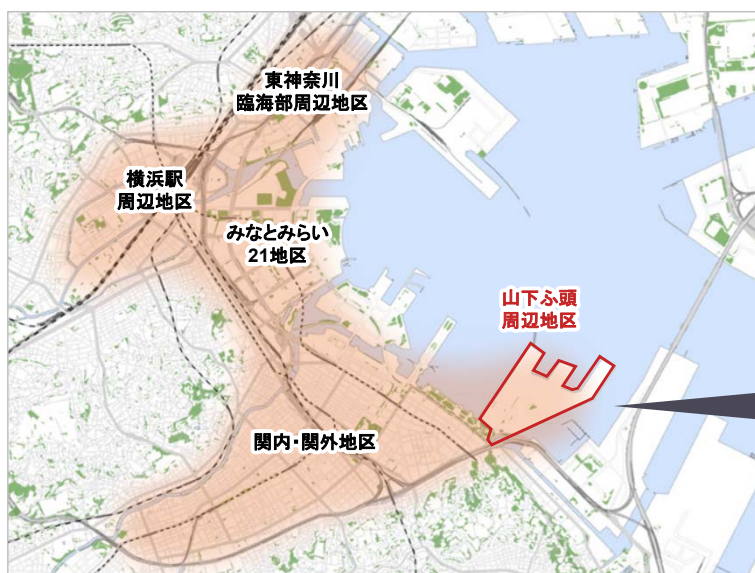 東神奈川
臨海部周辺地区
横浜駅
周辺地区
みなとみらい
21地区
山下ふ頭
周辺地区
関内・関外地区